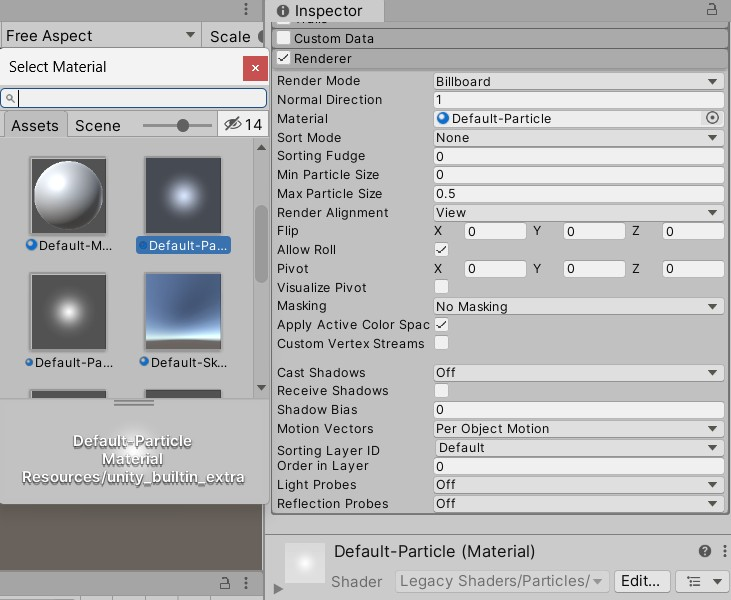 Free Aspect
Scale
Select Material
Assets
Scene
14
Default-M...
Default-Pa...
Default-Pa...
Default-Sk...
Default-Particle
Material
Resources/unity_builtin_extra
Inspector
Custom Data
Renderer
Render Mode Billboard
Normal Direction 1
Material Default-Particle
Sort Mode None
Sorting Fudge 0
Min Particle Size 0
Max Particle Size 0.5
Render Alignment View
Flip X 0 Y 0 Z 0
Allow Roll
Pivot X 0 Y 0 Z 0
Visualize Pivot
Masking No Masking
Apply Active Color Spac
Custom Vertex Streams
Cast Shadows Off
Receive Shadows
Shadow Bias 0
Motion Vectors Per Object Motion
Sorting Layer ID Default
Order in Layer 0
Light Probes Off
Reflection Probes Off
Default-Particle (Material)
Shader Legacy Shaders/Particles/ Edit...